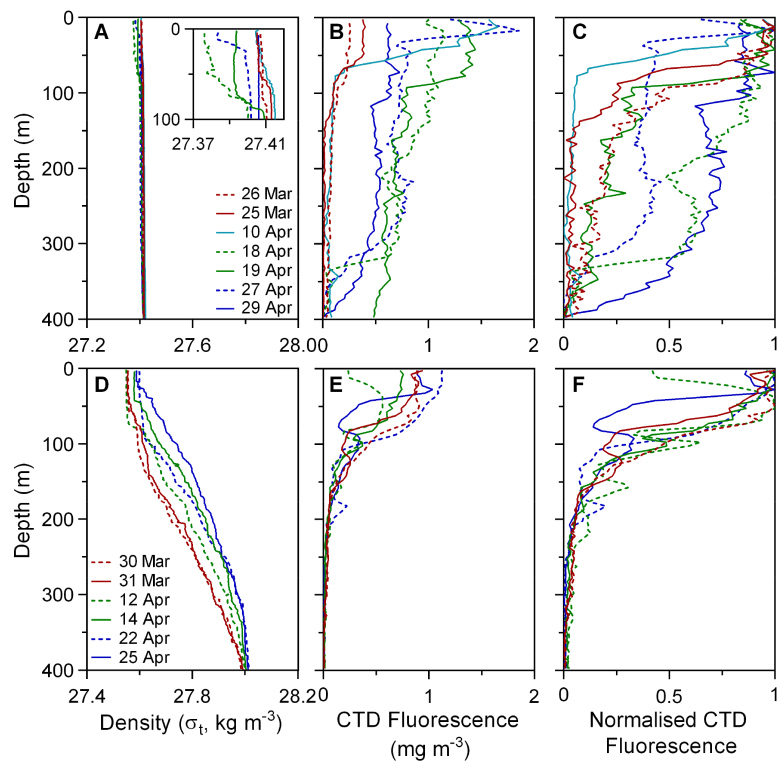 A
B
C
0
100
200
300
400
Depth (m)
0
100
27.37
27.41
26 Mar
25 Mar
10 Apr
18 Apr
19 Apr
27 Apr
29 Apr
27.2
27.6
28.0
0
1
2
0
0.5
1
D
E
F
0
100
200
300
400
Depth (m)
30 Mar
31 Mar
12 Apr
14 Apr
22 Apr
25 Apr
27.4
27.8
28.2
0
1
2
0
0.5
1
Density (σt, kg m-3)
CTD Fluorescence
(mg m-3)
Normalised CTD
Fluorescence